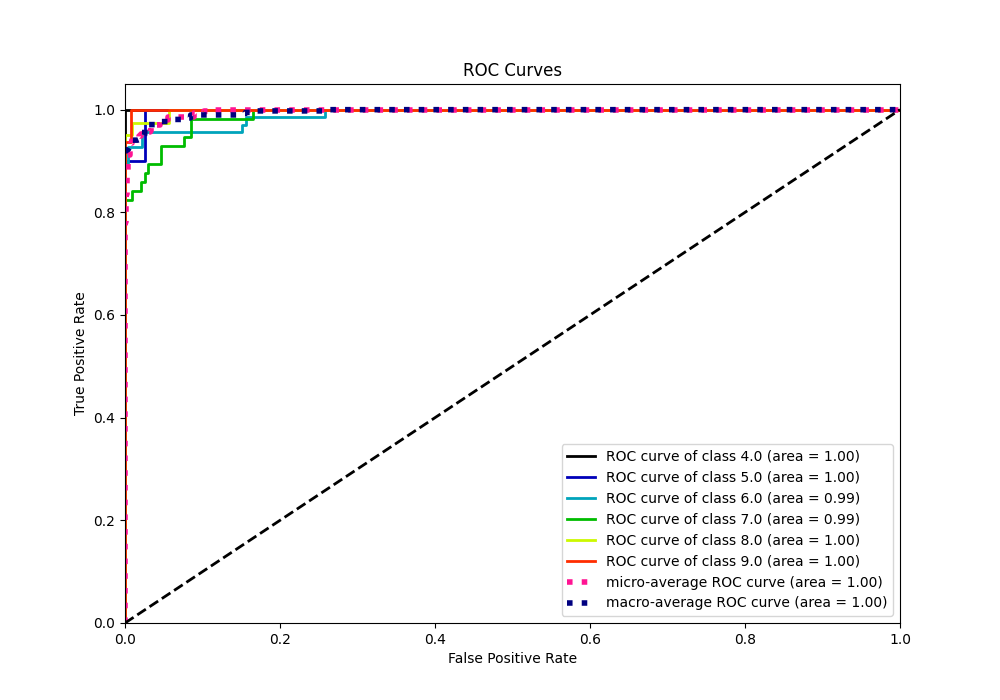 ROC Curves
True Positive Rate
1.0
0.8
0.6
0.4
0.2
0.0
ROC curve of class 4.0 (area = 1.00)
ROC curve of class 5.0 (area = 1.00)
ROC curve of class 6.0 (area = 0.99)
ROC curve of class 7.0 (area = 0.99)
ROC curve of class 8.0 (area = 1.00)
ROC curve of class 9.0 (area = 1.00)
micro-average ROC curve (area = 1.00)
macro-average ROC curve (area = 1.00)
0.0 0.2 0.4 0.6 0.8 1.0
False Positive Rate